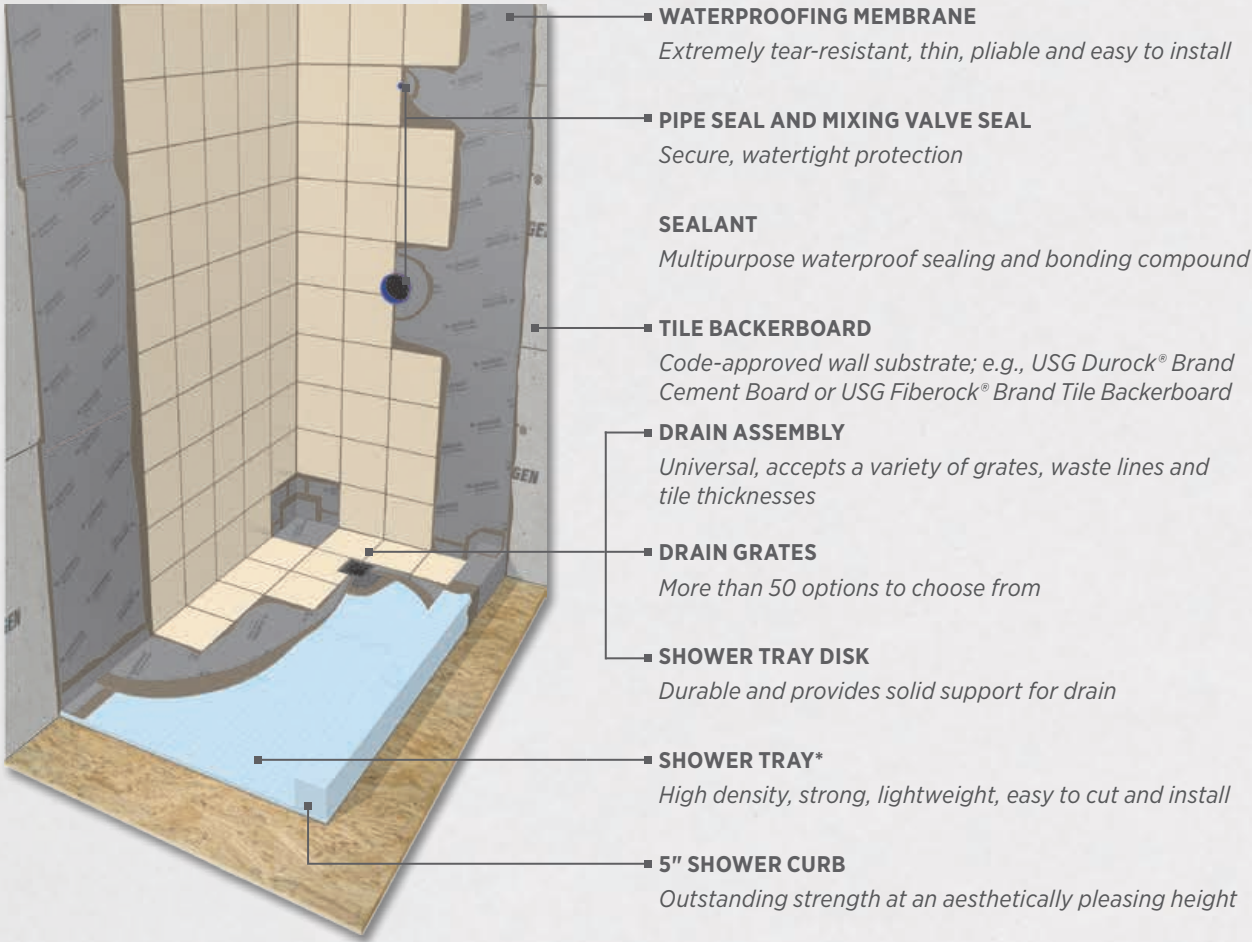 WATERPROOFING MEMBRANE
Extremely tear-resistant, thin, pliable and easy to install
PIPE SEAL AND MIXING VALVE SEAL
Secure, watertight protection
SEALANT
Multipurpose waterproof sealing and bonding compound
TILE BACKERBOARD
Code-approved wall substrate; e.g., USG Durock® Brand
Cement Board or USG Fiberock® Brand Tile Backerboard
DRAIN ASSEMBLY
Universal, accepts a variety of grates, waste lines and
tile thicknesses
DRAIN GRATES
More than 50 options to choose from
SHOWER TRAY DISK
Durable and provides solid support for drain
SHOWER TRAY*
High density, strong, lightweight, easy to cut and install
5" SHOWER CURB
Outstanding strength at an aesthetically pleasing height
GEN